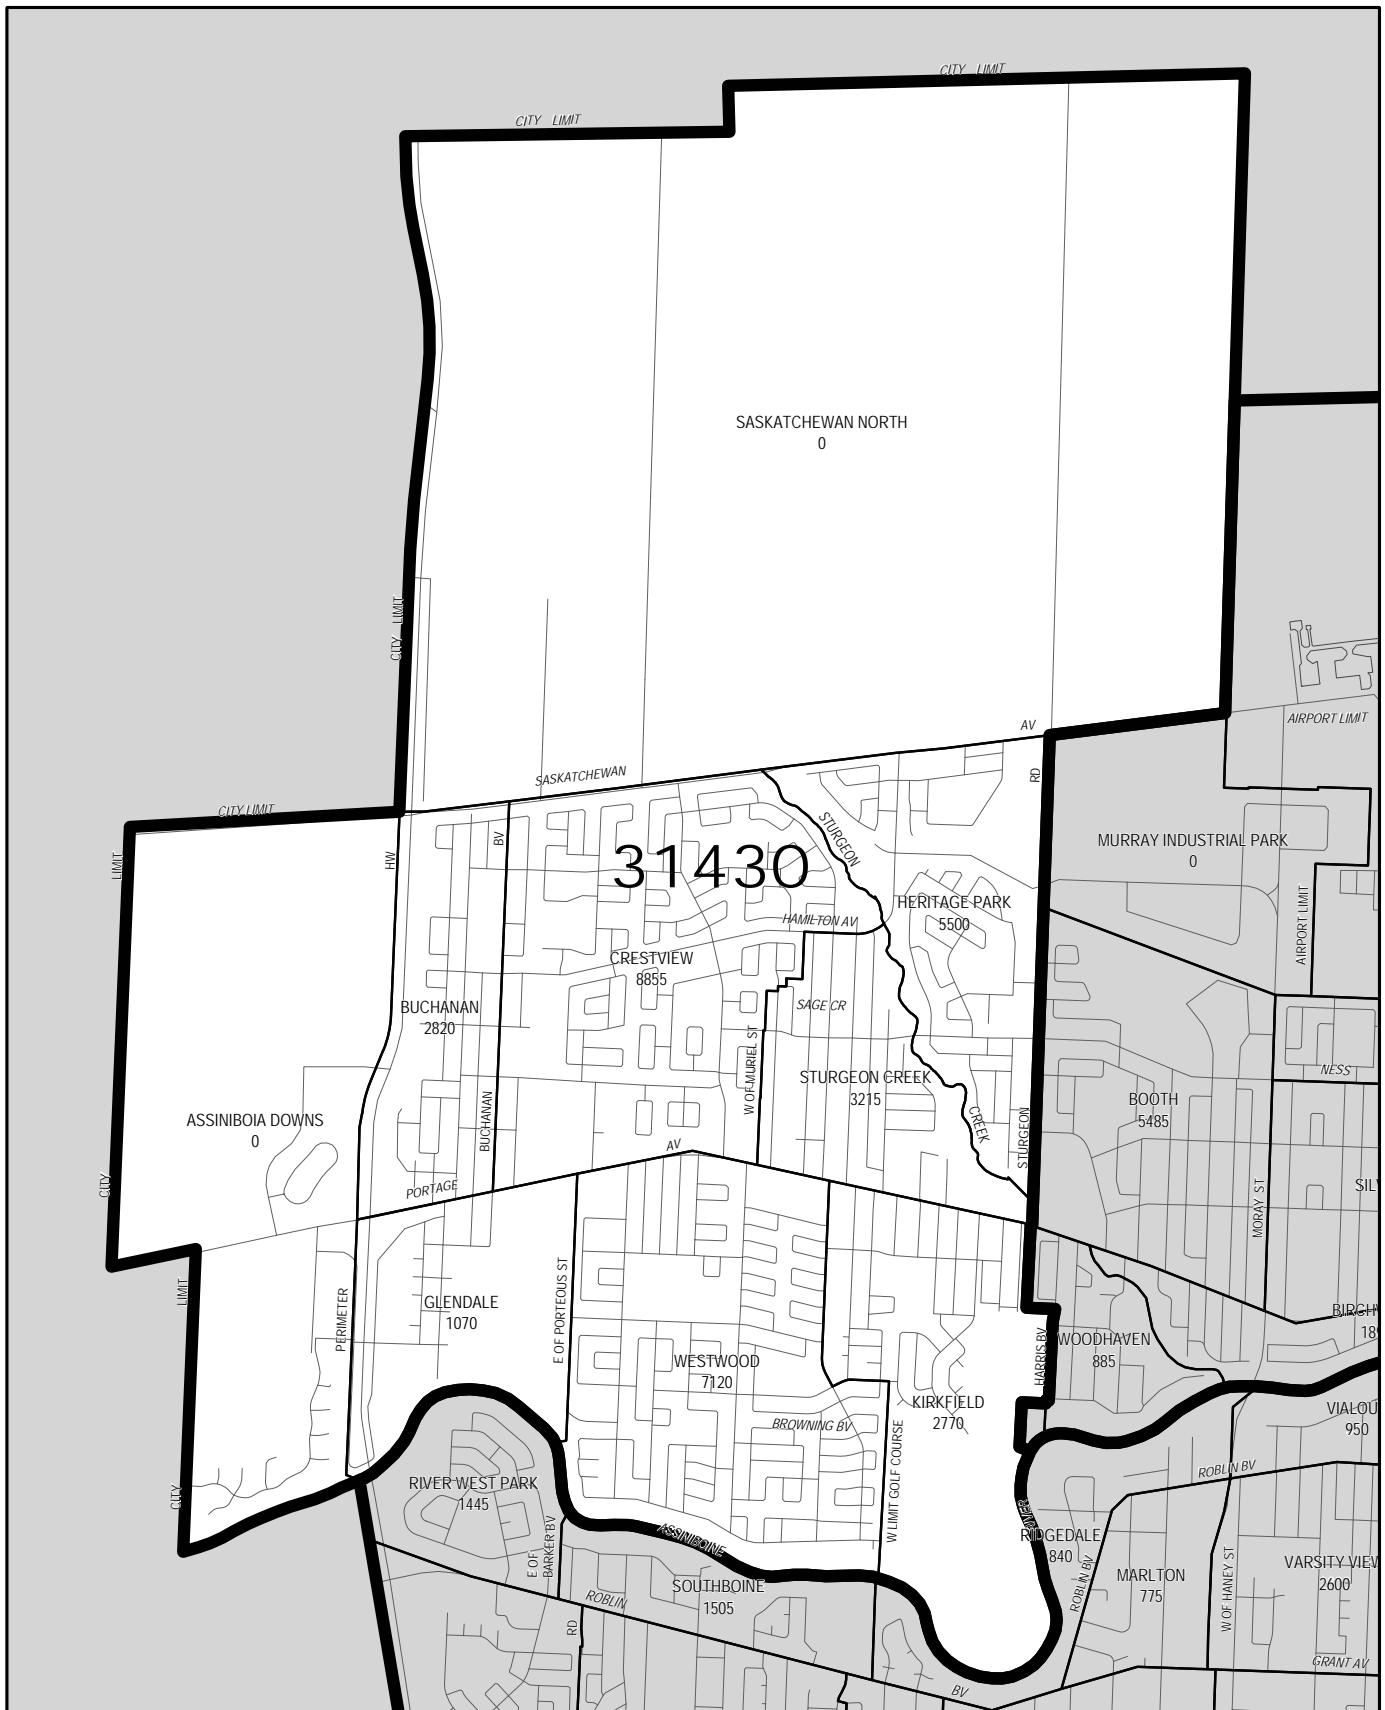 CITY LIMIT
CITY LIMIT
SASKATCHEWAN NORTH
0
CITY LIMIT
AIRPORT LIMIT
AV
SASKATCHEWAN
RD
CITY LIMIT
LIMIT
HW
BV
STURGEON
31430
MURRAY INDUSTRIAL PARK
0
HERITAGE PARK
5500
HAMILTON AV
AIRPORT LIMIT
CRESTVIEW
8855
BUCHANAN
2820
SAGE CR
W OF MURIEL ST
STURGEON CREEK
3215
NESS
ASSINIBOIA DOWNS
0
BUCHANAN
CREEK
STURGEON
BOOTH
5485
AV
CITY
PORTAGE
MORAY ST
LIMIT
PERIMETER
GLENDALE
1070
E OF PORTEOUS ST
WESTWOOD
7120
HARRIS BV
WOODHAVEN
885
KIRKFIELD
2770
BROWNING BV
950
W LIMIT GOLF COURSE
ROBLIN BV
CITY
RIVER WEST PARK
1445
ASSINIBOINE
RIDGEDALE
840
E OF
BARKER BV
ROBLIN BV
MARLTON
775
W OF HANEY ST
VARSITY VIEW
2600
SOUTHBOINE
1505
ROBLIN
RD
GRANT AV
BV